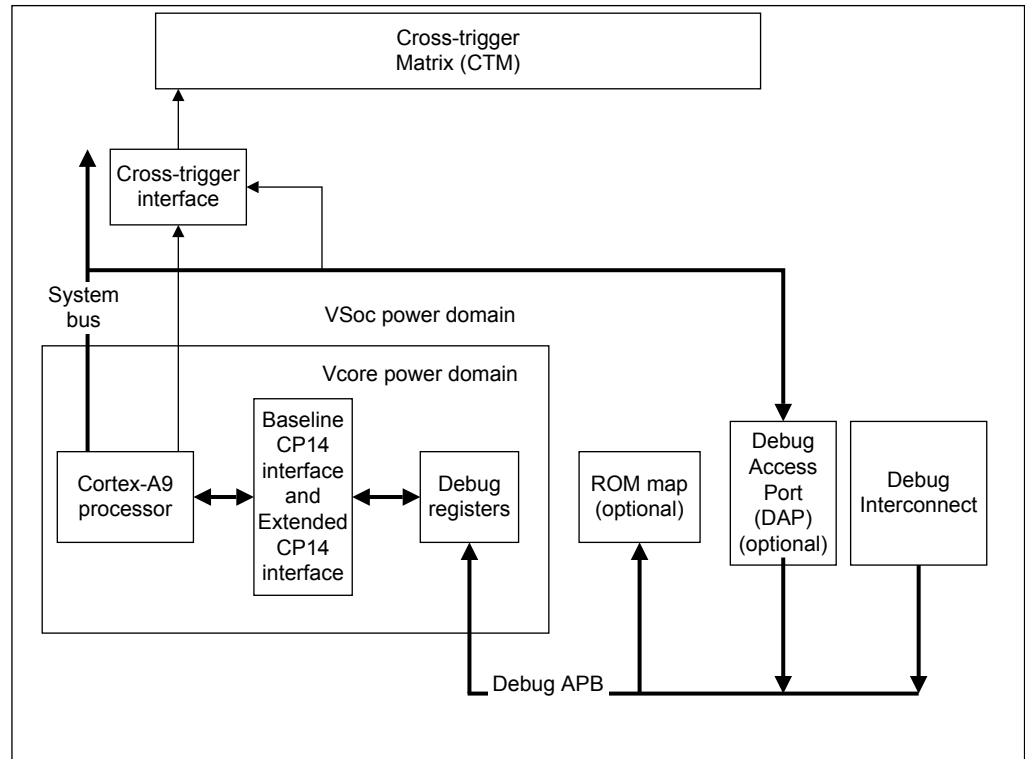 Cross-trigger
Matrix (CTM)
Cross-trigger
interface
System
bus
VSoc power domain
Vcore power domain
Cortex-A9
processor
Baseline
CP14
interface
and
Extended
CP14
interface
Debug
registers
ROM map
(optional)
Debug
Access
Port
(DAP)
(optional)
Debug
Interconnect
Debug APB